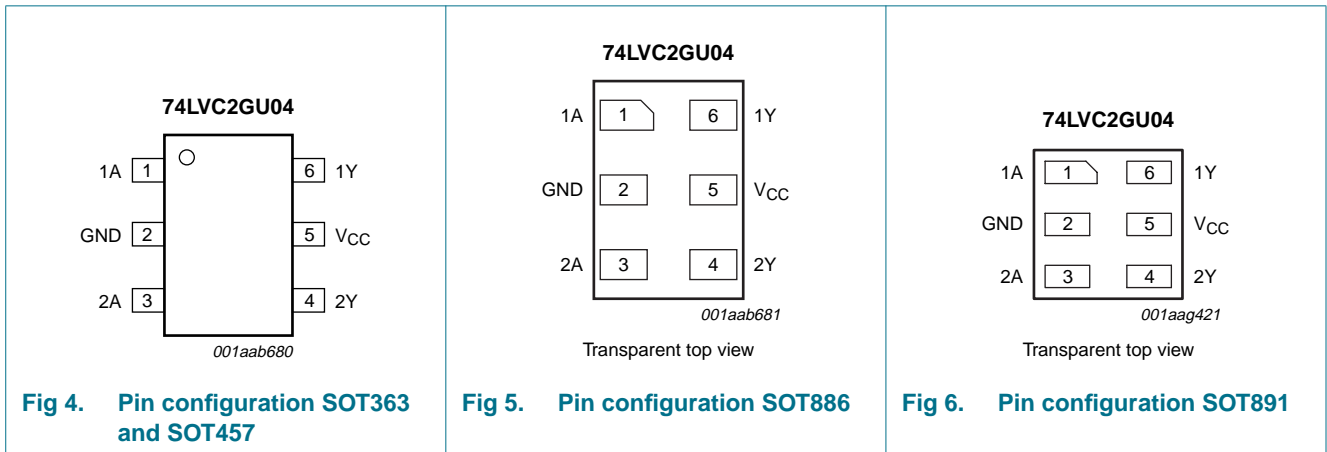 74LVC2GU04
1A 1 6 1Y
GND 2 5 VCC
2A 3 4 2Y
001aab680
Fig 4. Pin configuration SOT363
and SOT457
74LVC2GU04
1A 1 6 1Y
GND 2 5 VCC
2A 3 4 2Y
001aab681
Transparent top view
Fig 5. Pin configuration SOT886
74LVC2GU04
1A 1 6 1Y
GND 2 5 VCC
2A 3 4 2Y
001aag421
Transparent top view
Fig 6. Pin configuration SOT891